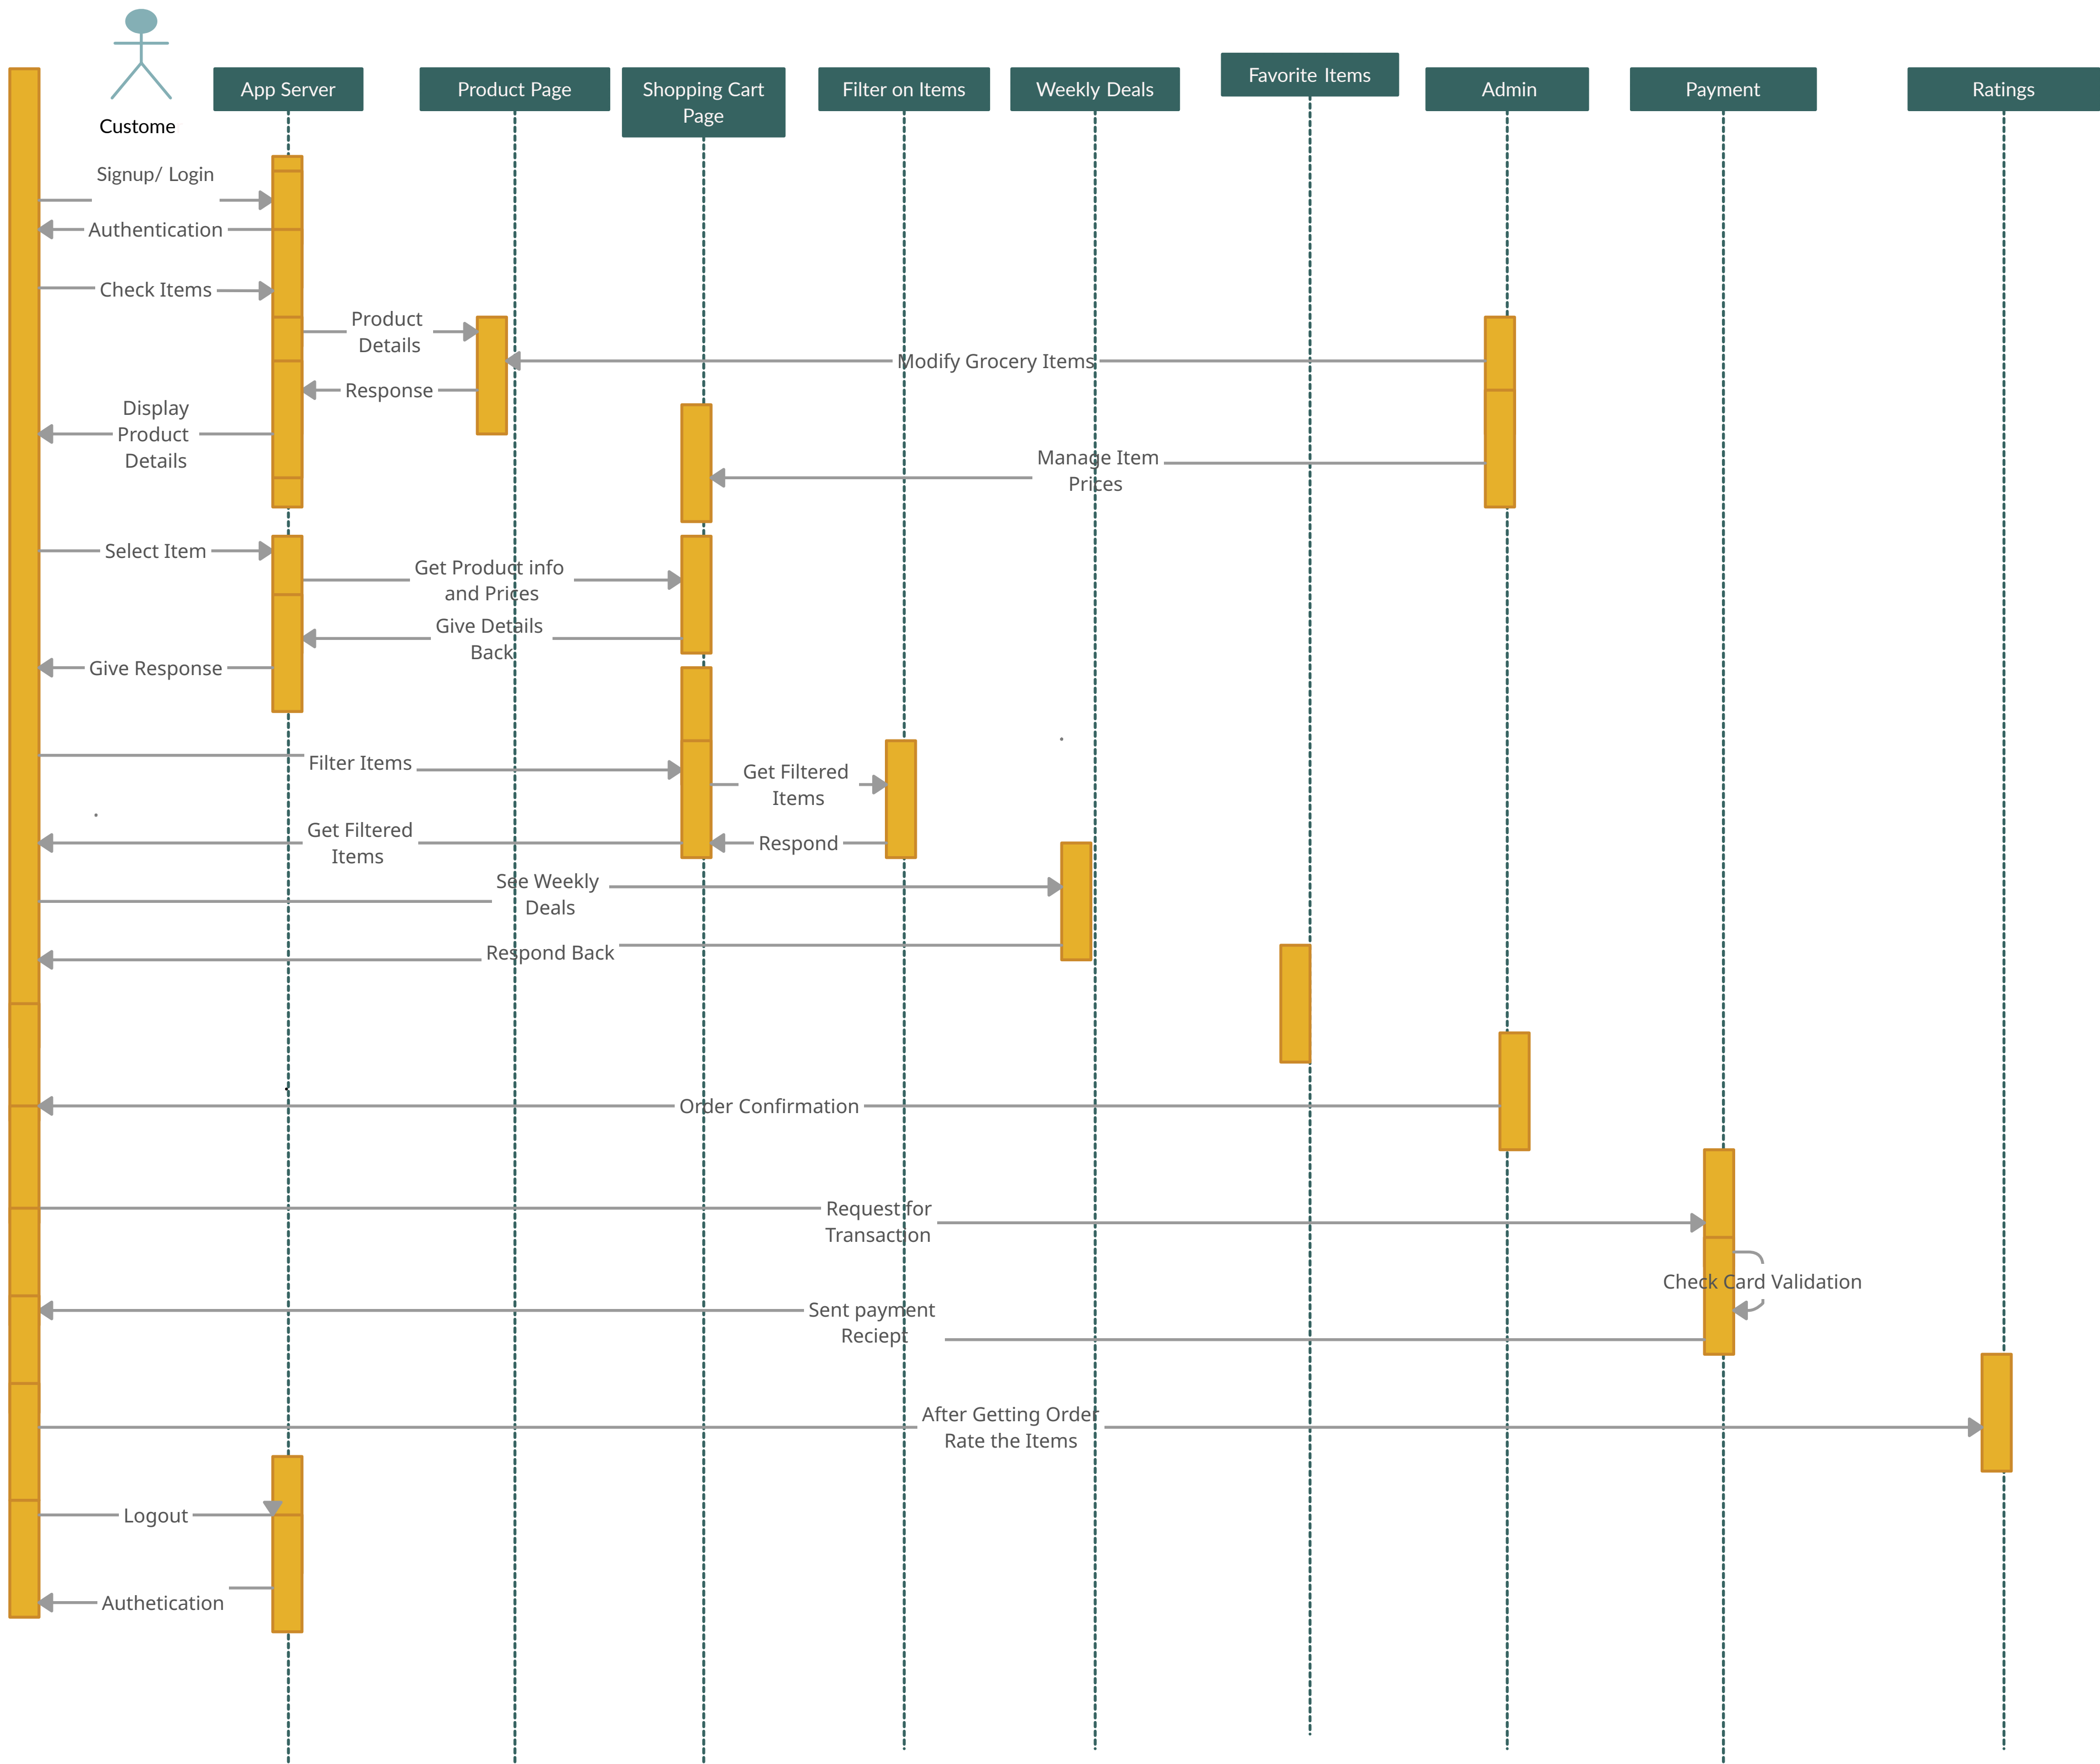 Custome
App Server
Product Page
Shopping Cart
Page
Filter on Items
Weekly Deals
Favorite Items
Admin
Payment
Ratings
Signup/ Login
Authentication
Check Items
Product
Details
Modify Grocery Items
Response
Display
Product
Details
Manage Item
Prices
Select Item
Get Product info
and Prices
Give Details
Back
Give Response
Filter Items
Get Filtered
Items
Get Filtered
Items
Respond
See Weekly
Deals
Respond Back
Order Confirmation
Request for
Transaction
Check Card Validation
Sent payment
Reciept
After Getting Order
Rate the Items
Logout
Authetication